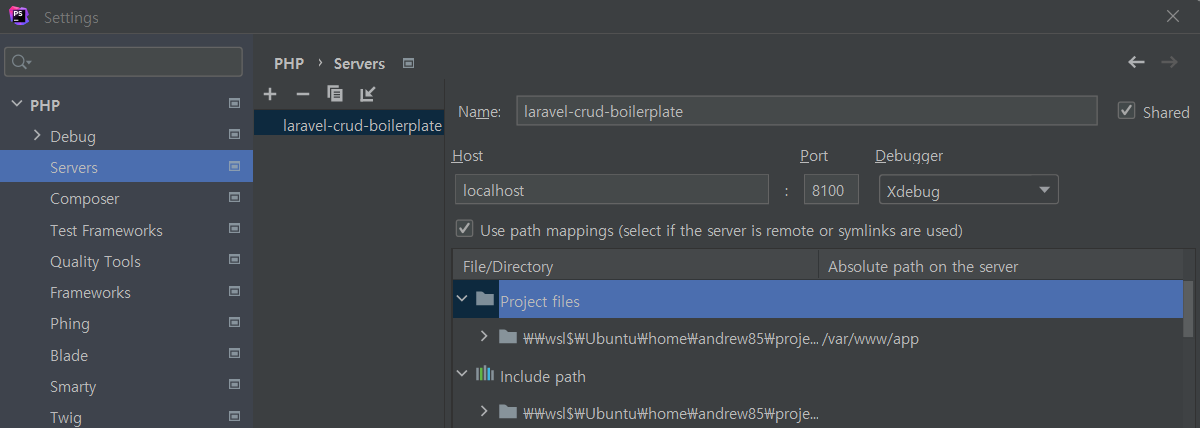 PS
Settings
PHP › Servers
PHP
Debug
Servers
Composer
Test Frameworks
Quality Tools
Frameworks
Phing
Blade
Smarty
Twig
laravel-crud-boilerplate
Name: laravel-crud-boilerplate Shared
Host Port Debugger
localhost : 8100 Xdebug
Use path mappings (select if the server is remote or symlinks are used)
File/Directory Absolute path on the server
Project files
₩₩wsl$₩Ubuntu₩home₩andrew85₩proje... /var/www/app
Include path
₩₩wsl$₩Ubuntu₩home₩andrew85₩proje...